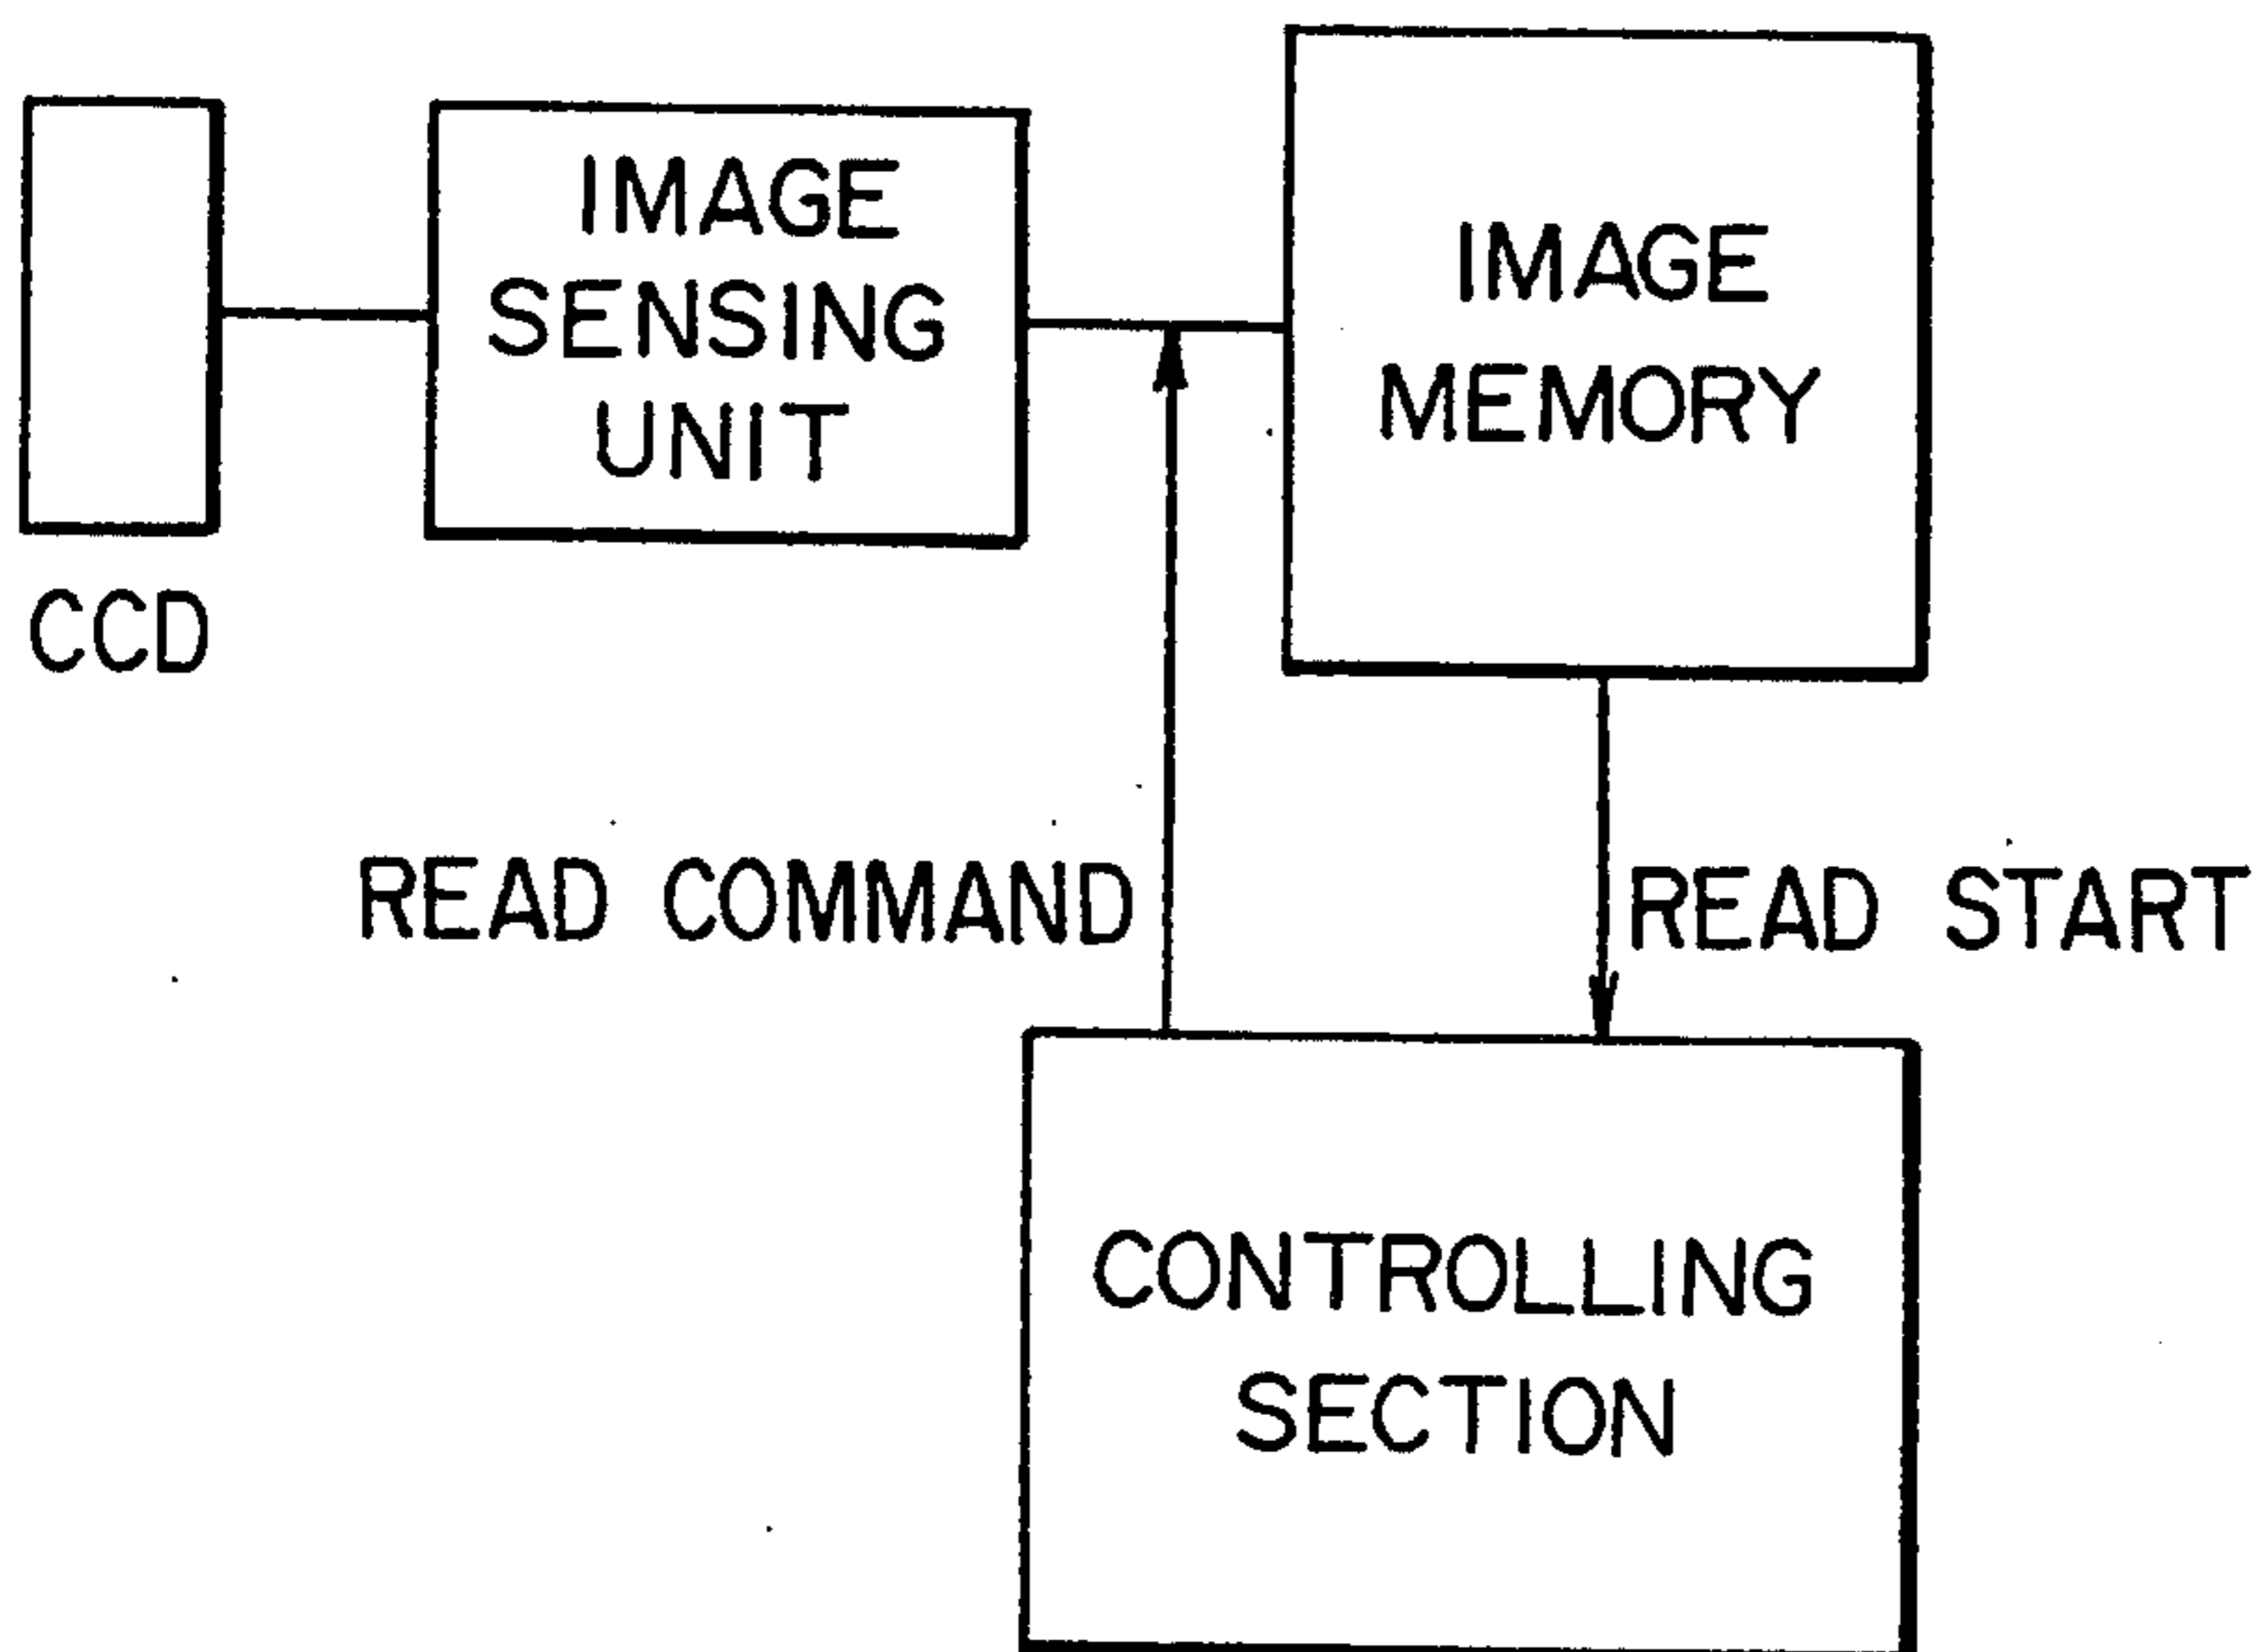 IMAGE
SENSING
UNIT
IMAGE
MEMORY
CCD
READ COMMAND
READ START
CONTROLLING
SECTION